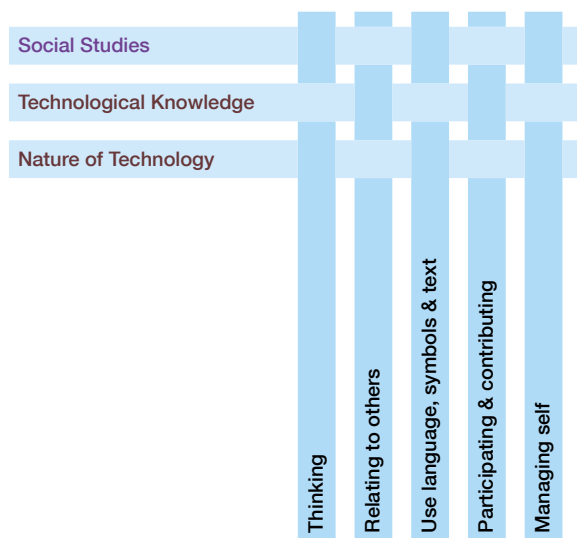 Social Studies
Technological Knowledge
Nature of Technology
Thinking
Relating to others
Use language, symbols & text
Participating & contributing
Managing self